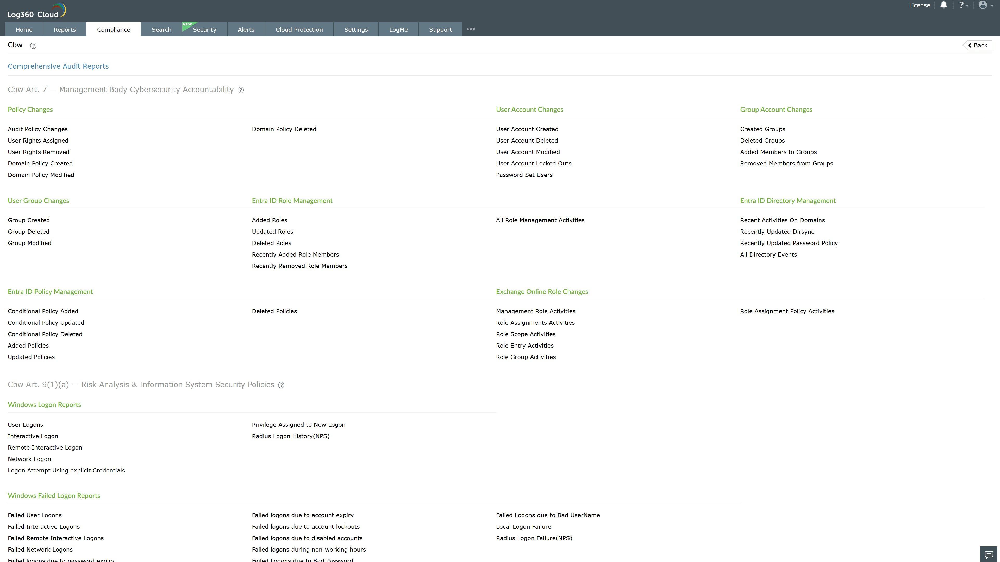 License
?
Log360 Cloud
Home
Reports
Compliance
Search
NEW
Security
Alerts
Cloud Protection
Settings
LogMe
Support
Cbw ?
Back
Comprehensive Audit Reports
Cbw Art. 7 — Management Body Cybersecurity Accountability ?
Policy Changes
Audit Policy Changes
User Rights Assigned
User Rights Removed
Domain Policy Created
Domain Policy Modified
Domain Policy Deleted
User Account Changes
User Account Created
User Account Deleted
User Account Modified
User Account Locked Outs
Password Set Users
Group Account Changes
Created Groups
Deleted Groups
Added Members to Groups
Removed Members from Groups
User Group Changes
Group Created
Group Deleted
Group Modified
Entra ID Role Management
Added Roles
Updated Roles
Deleted Roles
Recently Added Role Members
Recently Removed Role Members
All Role Management Activities
Entra ID Directory Management
Recent Activities On Domains
Recently Updated Dirsync
Recently Updated Password Policy
All Directory Events
Entra ID Policy Management
Conditional Policy Added
Conditional Policy Updated
Conditional Policy Deleted
Added Policies
Updated Policies
Deleted Policies
Exchange Online Role Changes
Management Role Activities
Role Assignments Activities
Role Scope Activities
Role Entry Activities
Role Group Activities
Role Assignment Policy Activities
Cbw Art. 9(1)(a) — Risk Analysis & Information System Security Policies ?
Windows Logon Reports
User Logons
Interactive Logon
Remote Interactive Logon
Network Logon
Logon Attempt Using explicit Credentials
Privilege Assigned to New Logon
Radius Logon History(NPS)
Windows Failed Logon Reports
Failed User Logons
Failed Interactive Logons
Failed Remote Interactive Logons
Failed Network Logons
Failed logons due to password expiry
Failed logons due to account expiry
Failed logons due to account lockouts
Failed logons due to disabled accounts
Failed logons during non-working hours
Failed Logons due to Bad Password
Failed Logons due to Bad UserName
Local Logon Failure
Radius Logon Failure(NPS)